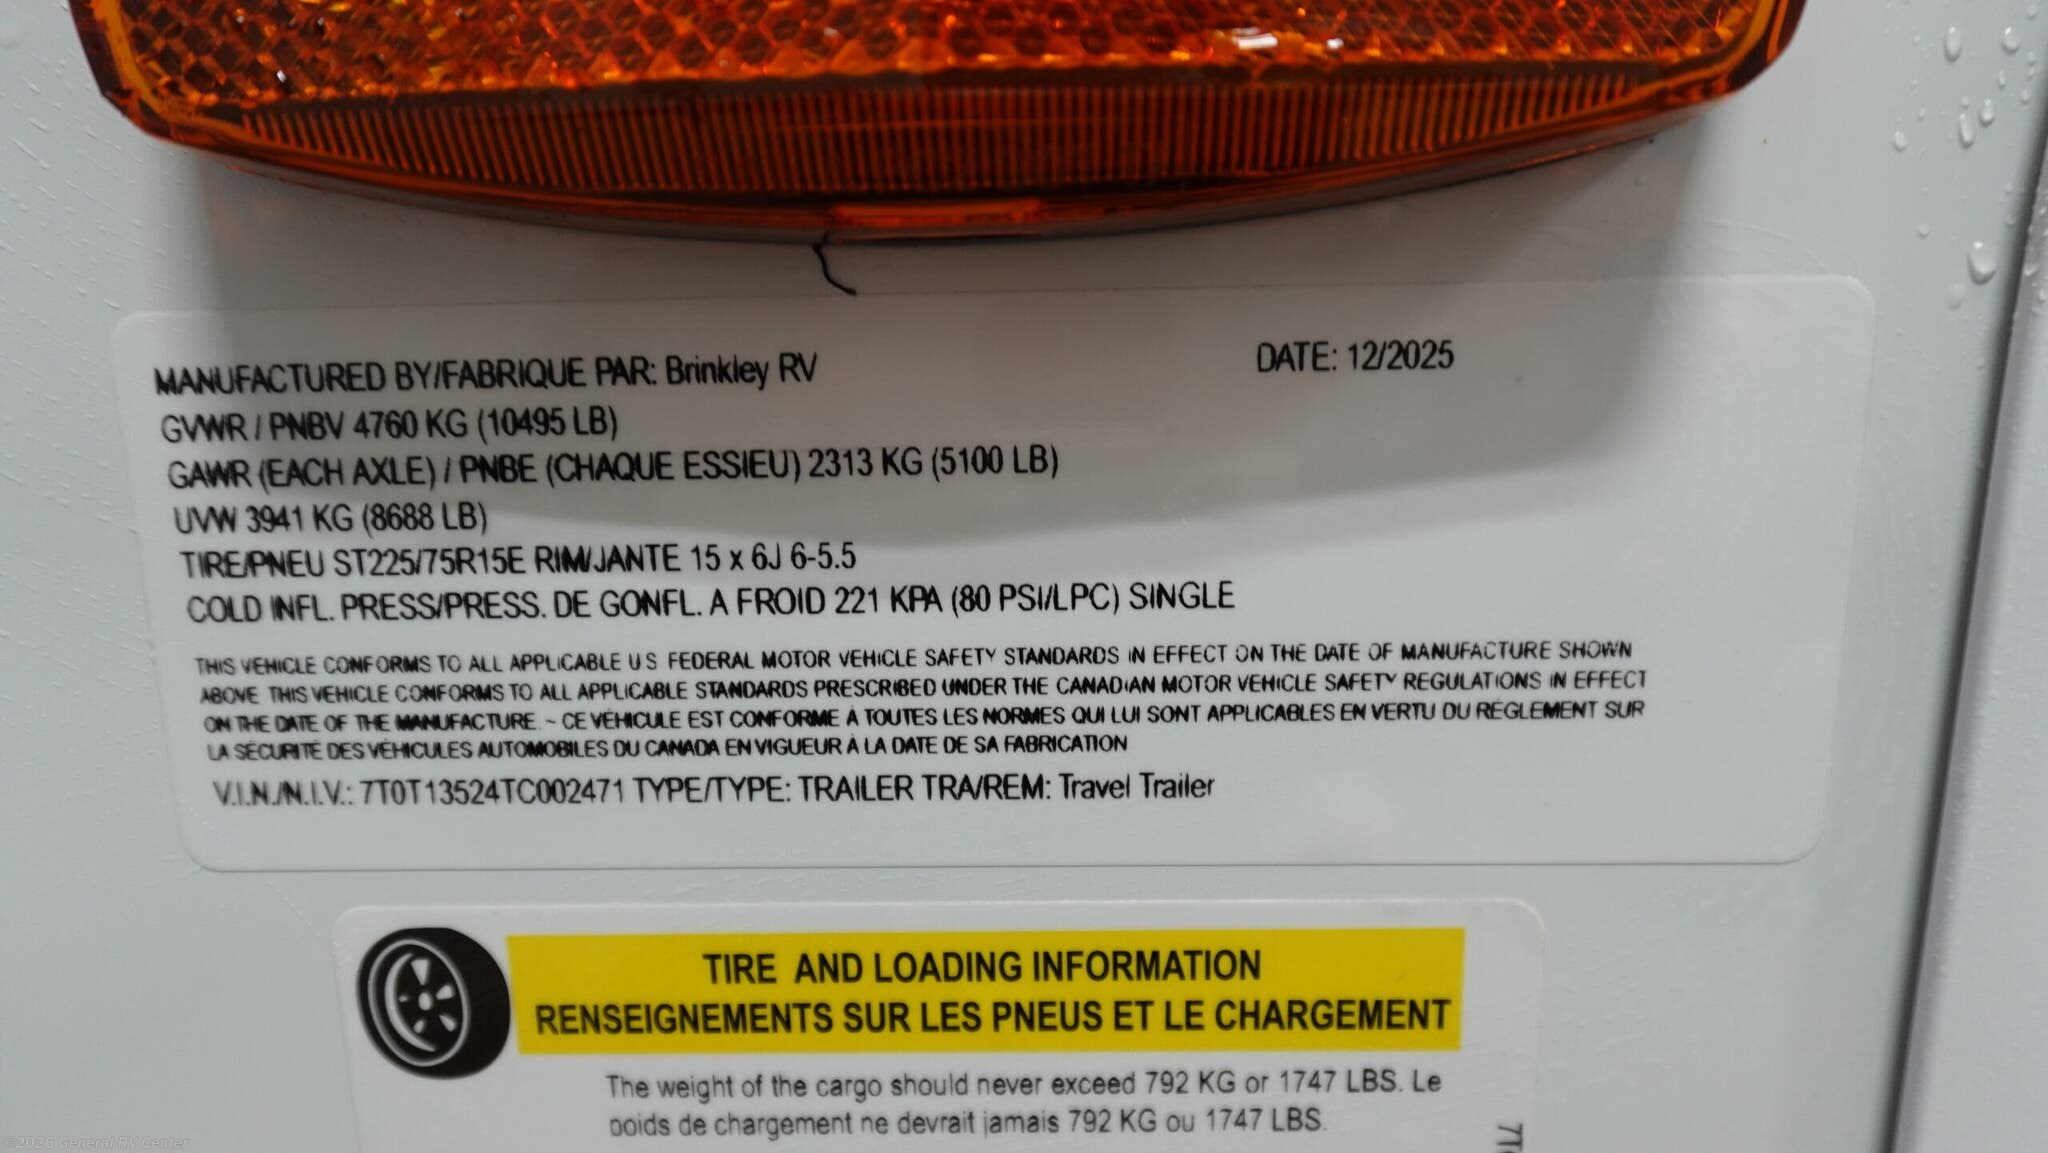 MANUFACTURED BY/FABRIQUE PAR: Brinkley RV DATE: 12/2025
GVWR / PNBV 4760 KG (10495 LB)
GAWR (EACH AXLE) / PNBE (CHAQUE ESSIEU) 2313 KG (5100 LB)
UVW 3941 KG (8688 LB)
TIRE/PNEU ST225/75R15E RIM/JANTE 15 x 6J 6-5.5
COLD INFL. PRESS/PRESS. DE GONFL. A FROID 221 KPA (80 PSI/LPC) SINGLE
THIS VEHICLE CONFORMS TO ALL APPLICABLE U S FEDERAL MOTOR VEHICLE SAFETY STANDARDS IN EFFECT ON THE DATE OF MANUFACTURE SHOWN
ABOVE THIS VEHICLE CONFORMS TO ALL APPLICABLE STANDARDS PRESCRIBED UNDER THE CANADIAN MOTOR VEHICLE SAFETY REGULATIONS IN EFFECT
ON THE DATE OF THE MANUFACTURE. ~ CE VÉHICULE EST CONFORME À TOUTES LES NORMES QUI LUI SONT APPLICABLES EN VERTU DU RÈGLEMENT SUR
LA SÉCURITÉ DES VÉHICULES AUTOMOBILES DU CANADA EN VIGUEUR À LA DATE DE SA FABRICATION
V.I.N./N.I.V.: 7T0T13524TC002471 TYPE/TYPE: TRAILER TRA/REM: Travel Trailer
TIRE AND LOADING INFORMATION
RENSEIGNEMENTS SUR LES PNEUS ET LE CHARGEMENT
The weight of the cargo should never exceed 792 KG or 1747 LBS. Le
poids de chargement ne devrait jamais 792 KG ou 1747 LBS.
©2025 General RV Center